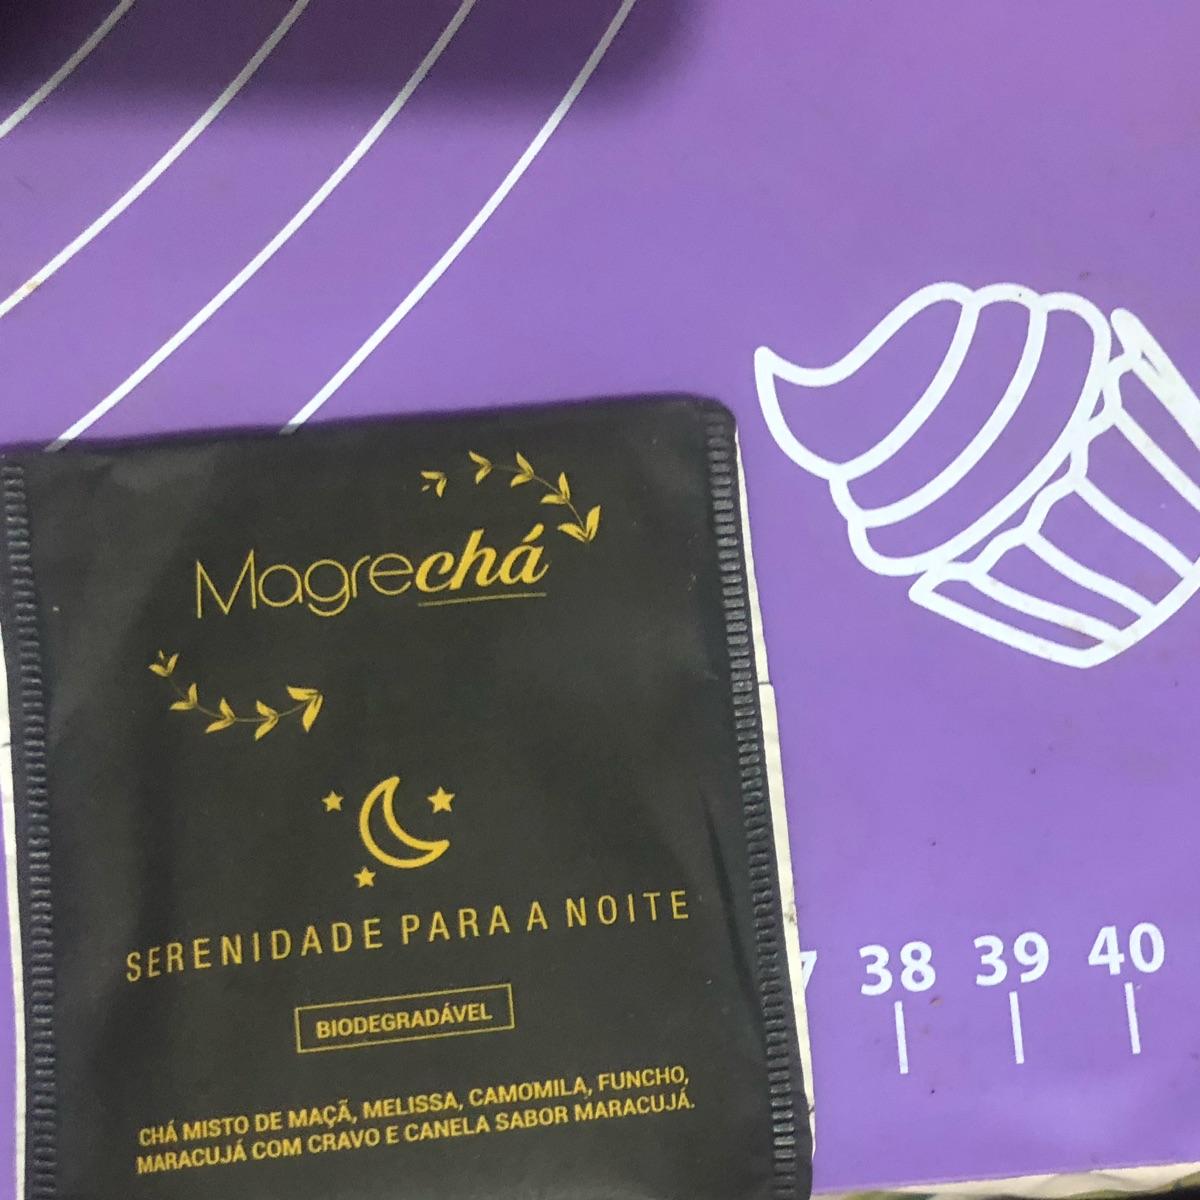 Magrechá
SERENIDADE PARA A NOITE
BIODEGRADÁVEL
CHÁ MISTO DE MAÇÃ, MELISSA, CAMOMILA, FUNCHO,
MARACUJÁ COM CRAVO E CANELA SABOR MARACUJÁ.
38 39 40